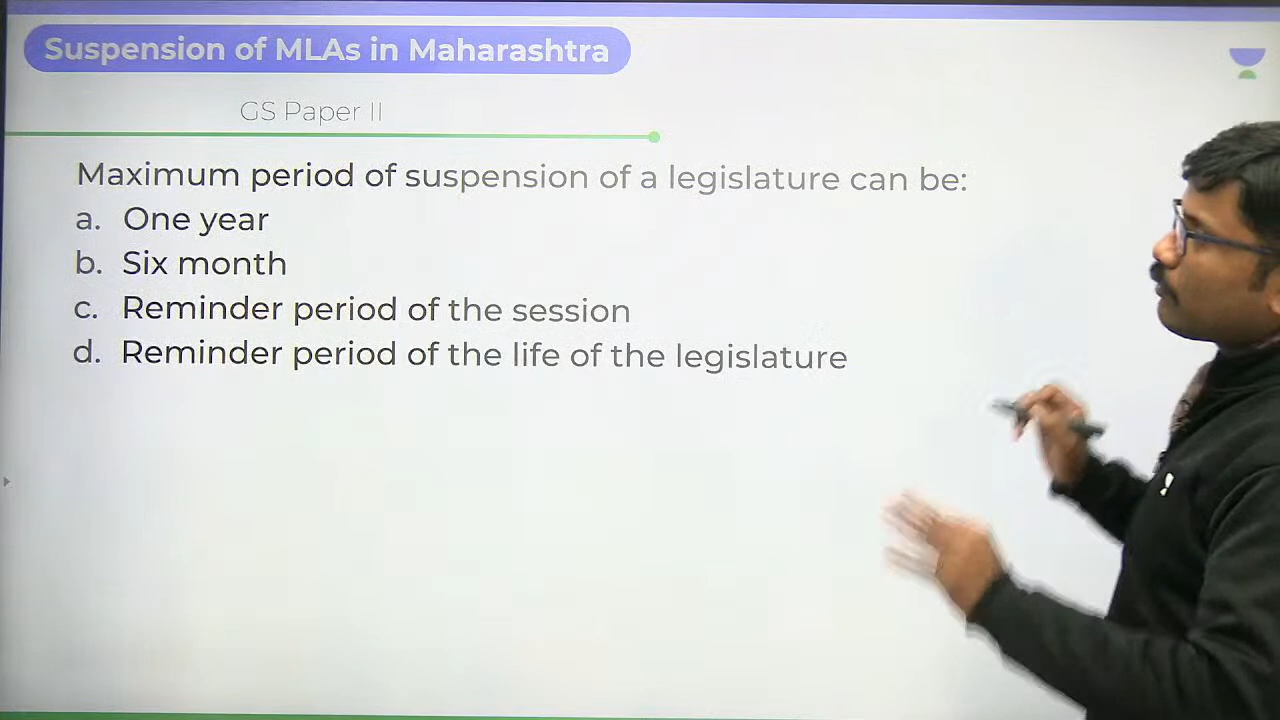 Suspension of MLAs in Maharashtra
GS Paper II
Maximum period of suspension of a legislature can be:
a. One year
b. Six month
c. Reminder period of the session
d. Reminder period of the life of the legislature